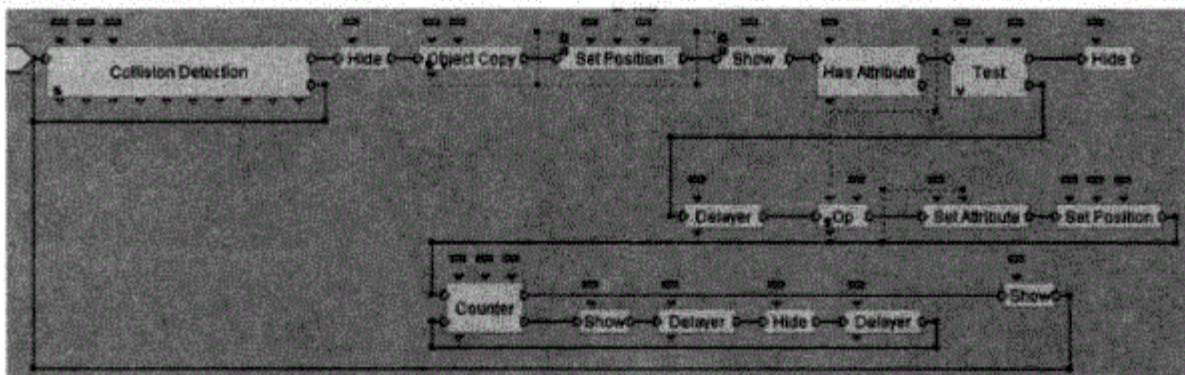 Collision Detection Hide Object Copy Set Position Show Has Attribute Test Hide
Delayer Op Set Attribute Set Position
Counter Show
Show Delayer Hide Delayer